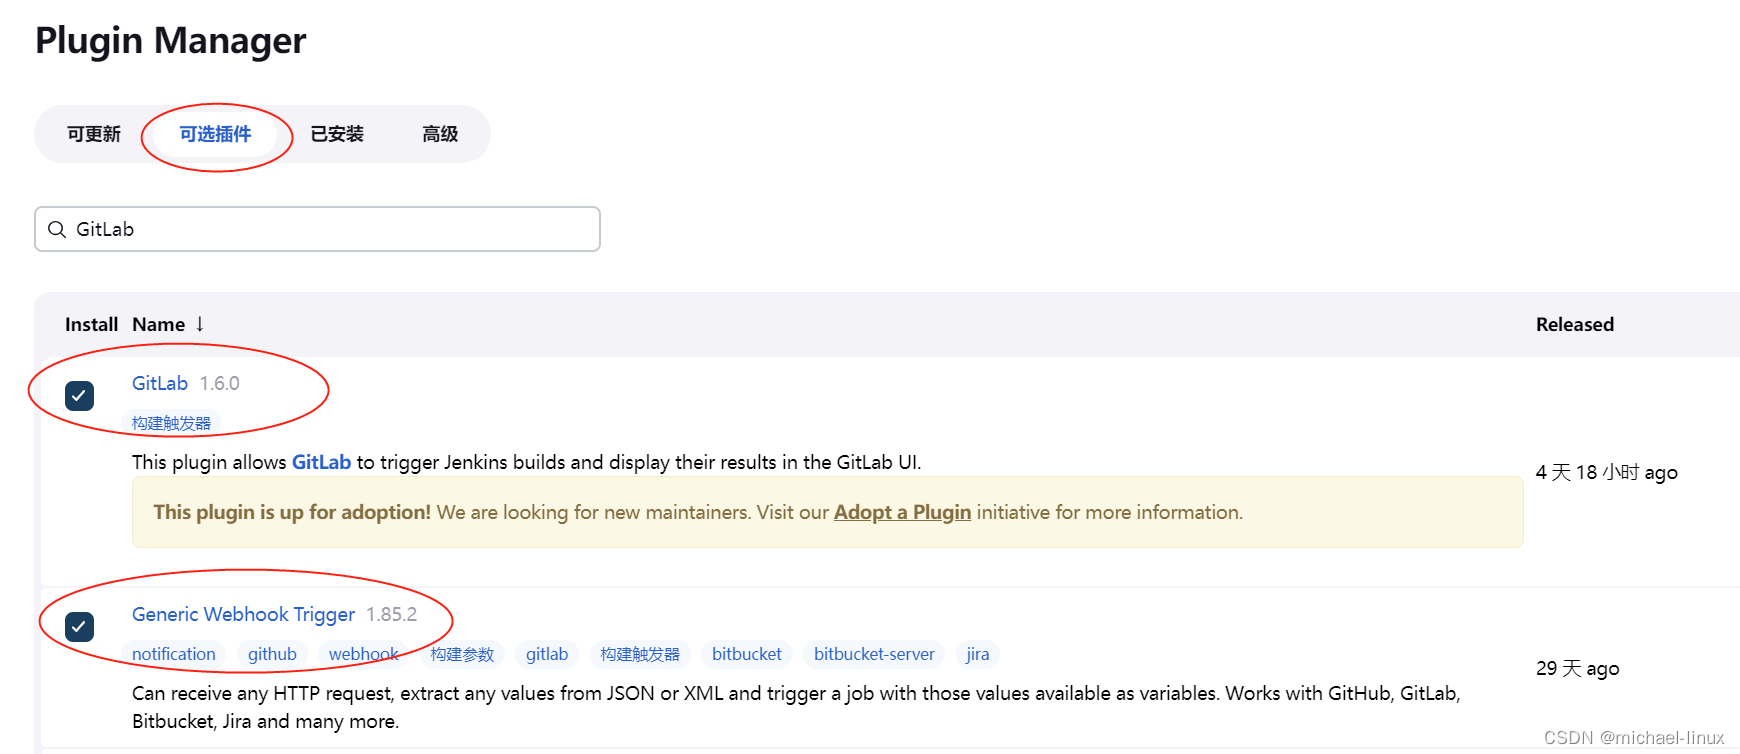 Plugin Manager
可更新 可选插件 已安装 高级
GitLab
Install Name ↓ Released
GitLab 1.6.0
构建触发器
This plugin allows GitLab to trigger Jenkins builds and display their results in the GitLab UI.
4 天 18 小时 ago
This plugin is up for adoption! We are looking for new maintainers. Visit our Adopt a Plugin initiative for more information.
Generic Webhook Trigger 1.85.2
notification github webhook 构建参数 gitlab 构建触发器 bitbucket bitbucket-server jira
29 天 ago
Can receive any HTTP request, extract any values from JSON or XML and trigger a job with those values available as variables. Works with GitHub, GitLab,
Bitbucket, Jira and many more.
CSDN @michael-linux